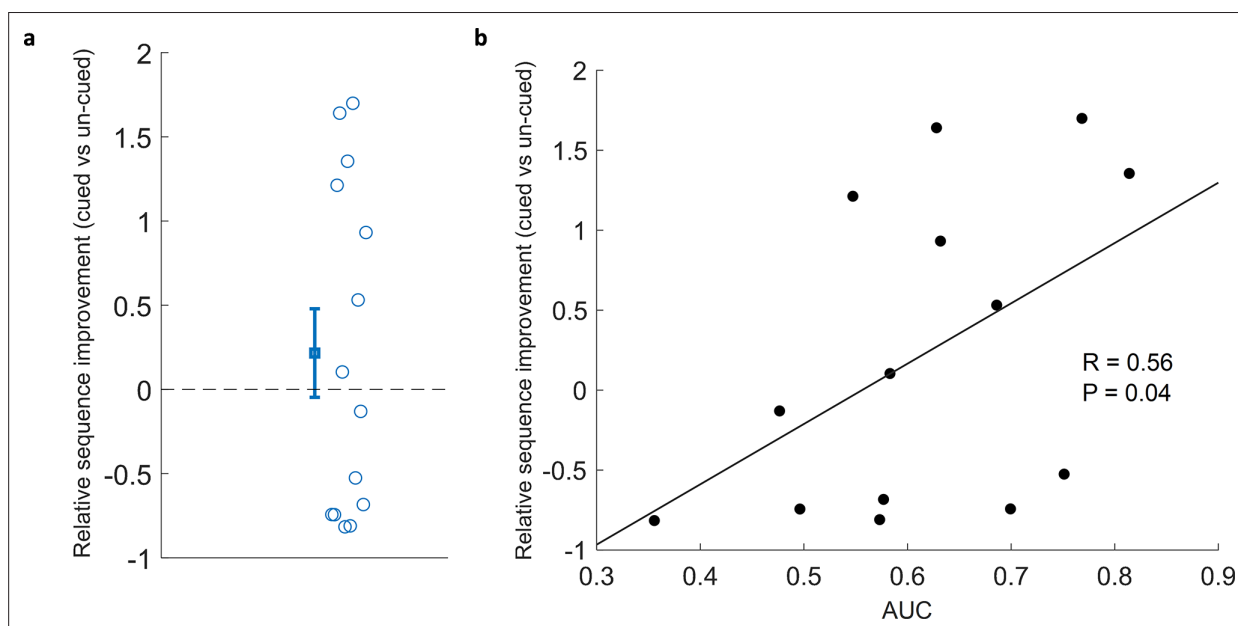 a
Relative sequence improvement (cued vs un-cued)
2
1.5
1
0.5
0
-0.5
-1
b
Relative sequence improvement (cued vs un-cued)
2
1.5
1
0.5
0
-0.5
-1
R = 0.56
P = 0.04
0.3 0.4 0.5 0.6 0.7 0.8 0.9
AUC